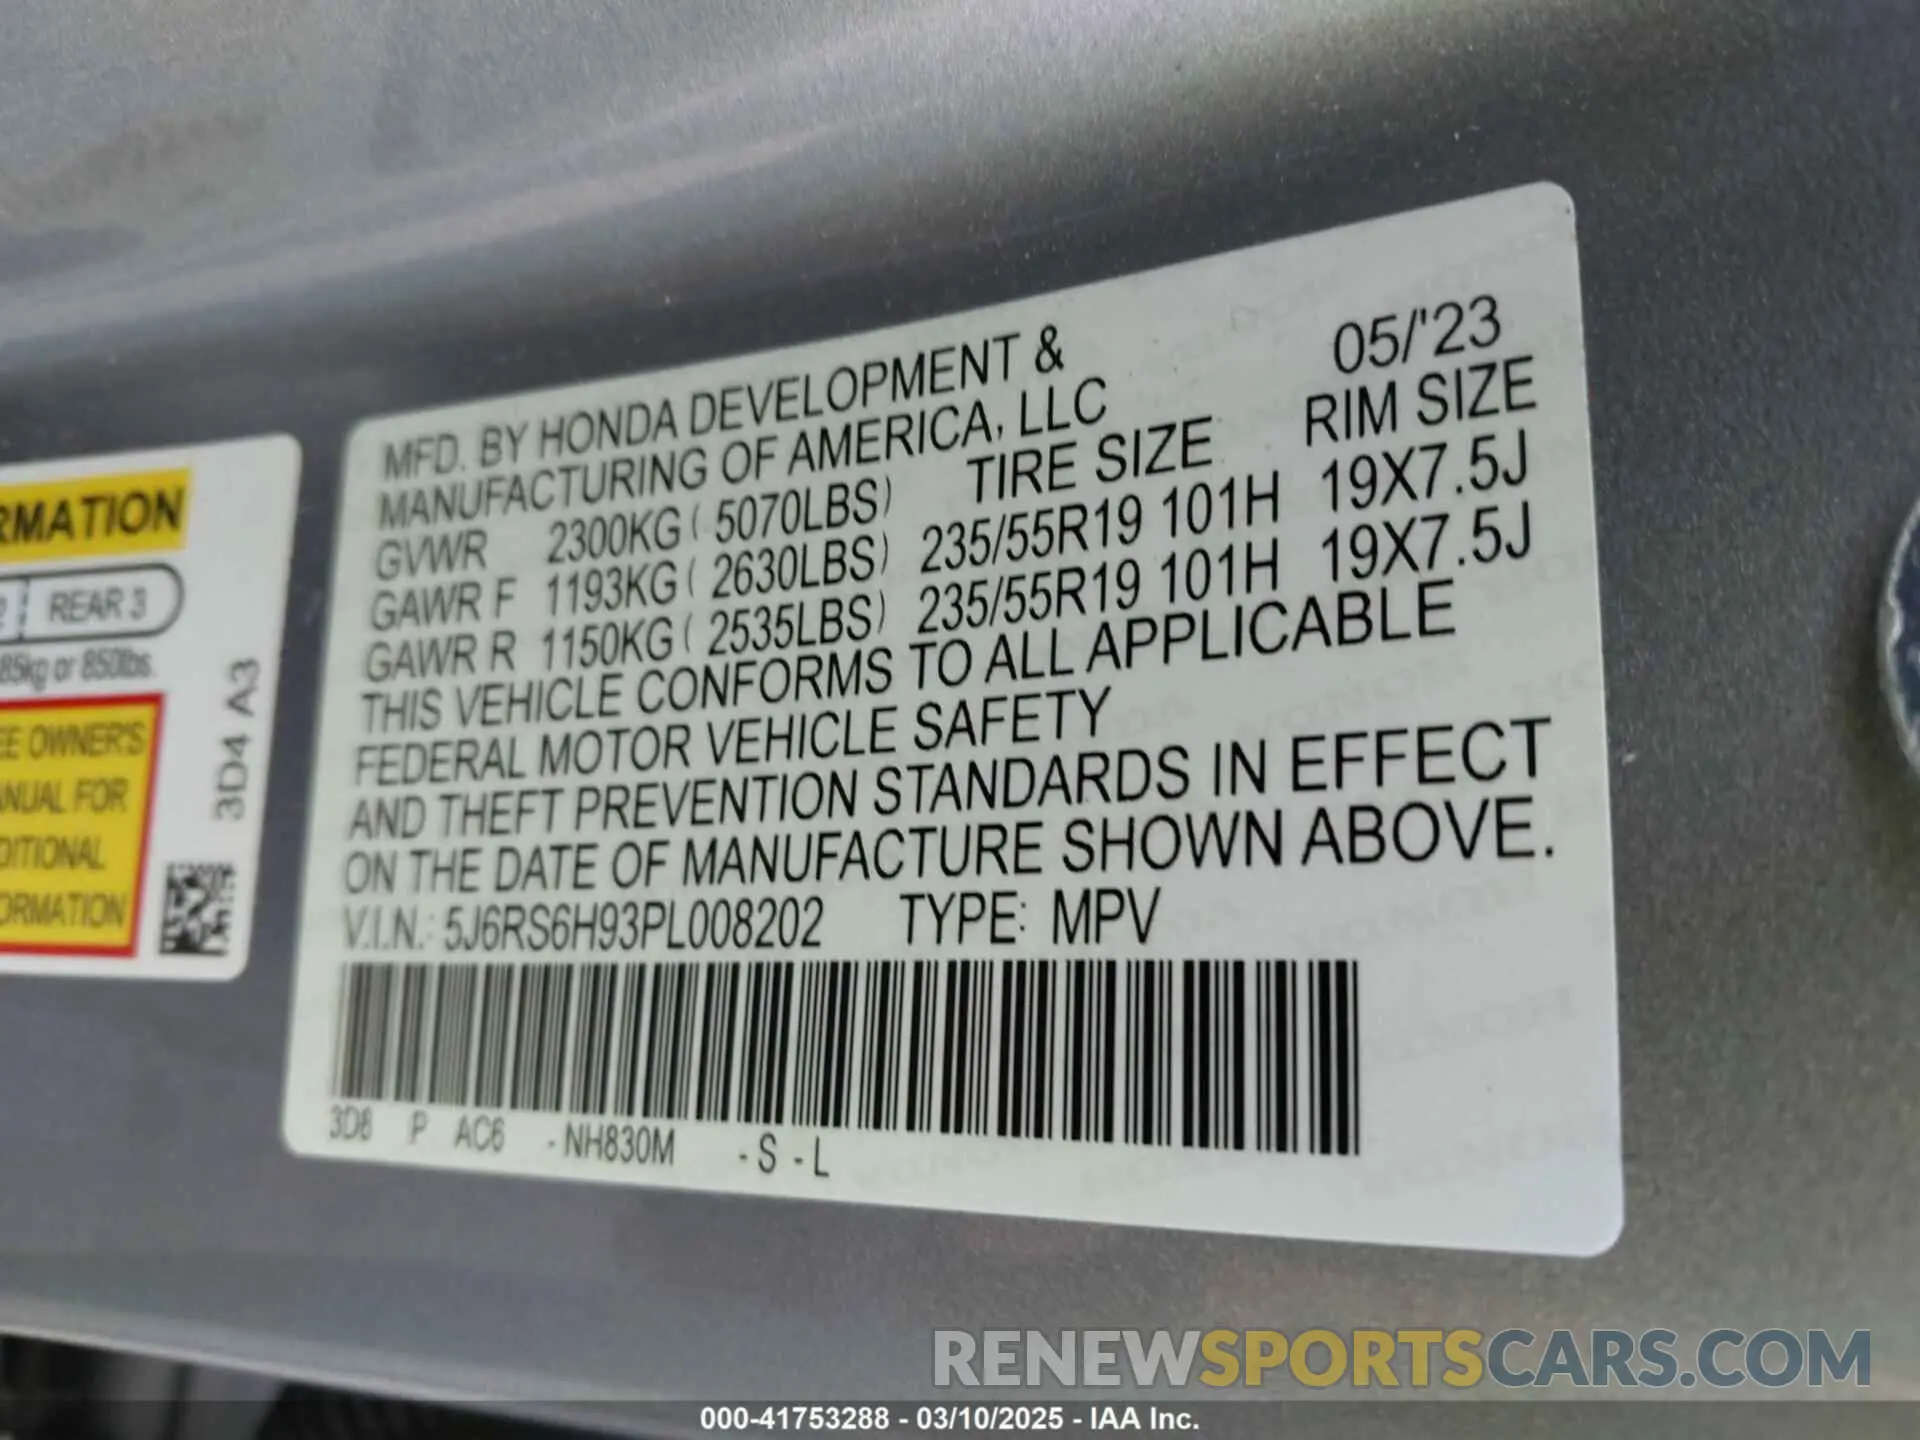 RMATION
REAR 3
85kg or 850lbs.
EE OWNER'S
ANUAL FOR
DITIONAL
ORMATION
3D4 A3
MFD. BY HONDA DEVELOPMENT & 05/'23
MANUFACTURING OF AMERICA, LLC
TIRE SIZE RIM SIZE
GVWR 2300KG ( 5070LBS)
GAWR F 1193KG ( 2630LBS) 235/55R19 101H 19X7.5J
GAWR R 1150KG ( 2535LBS) 235/55R19 101H 19X7.5J
THIS VEHICLE CONFORMS TO ALL APPLICABLE
FEDERAL MOTOR VEHICLE SAFETY
AND THEFT PREVENTION STANDARDS IN EFFECT
ON THE DATE OF MANUFACTURE SHOWN ABOVE.
V.I.N.: 5J6RS6H93PL008202 TYPE: MPV
3D8 P AC6 - NH830M - S - L
RENEWSPORTSCARS.COM
000-41753288 - 03/10/2025 - IAA Inc.